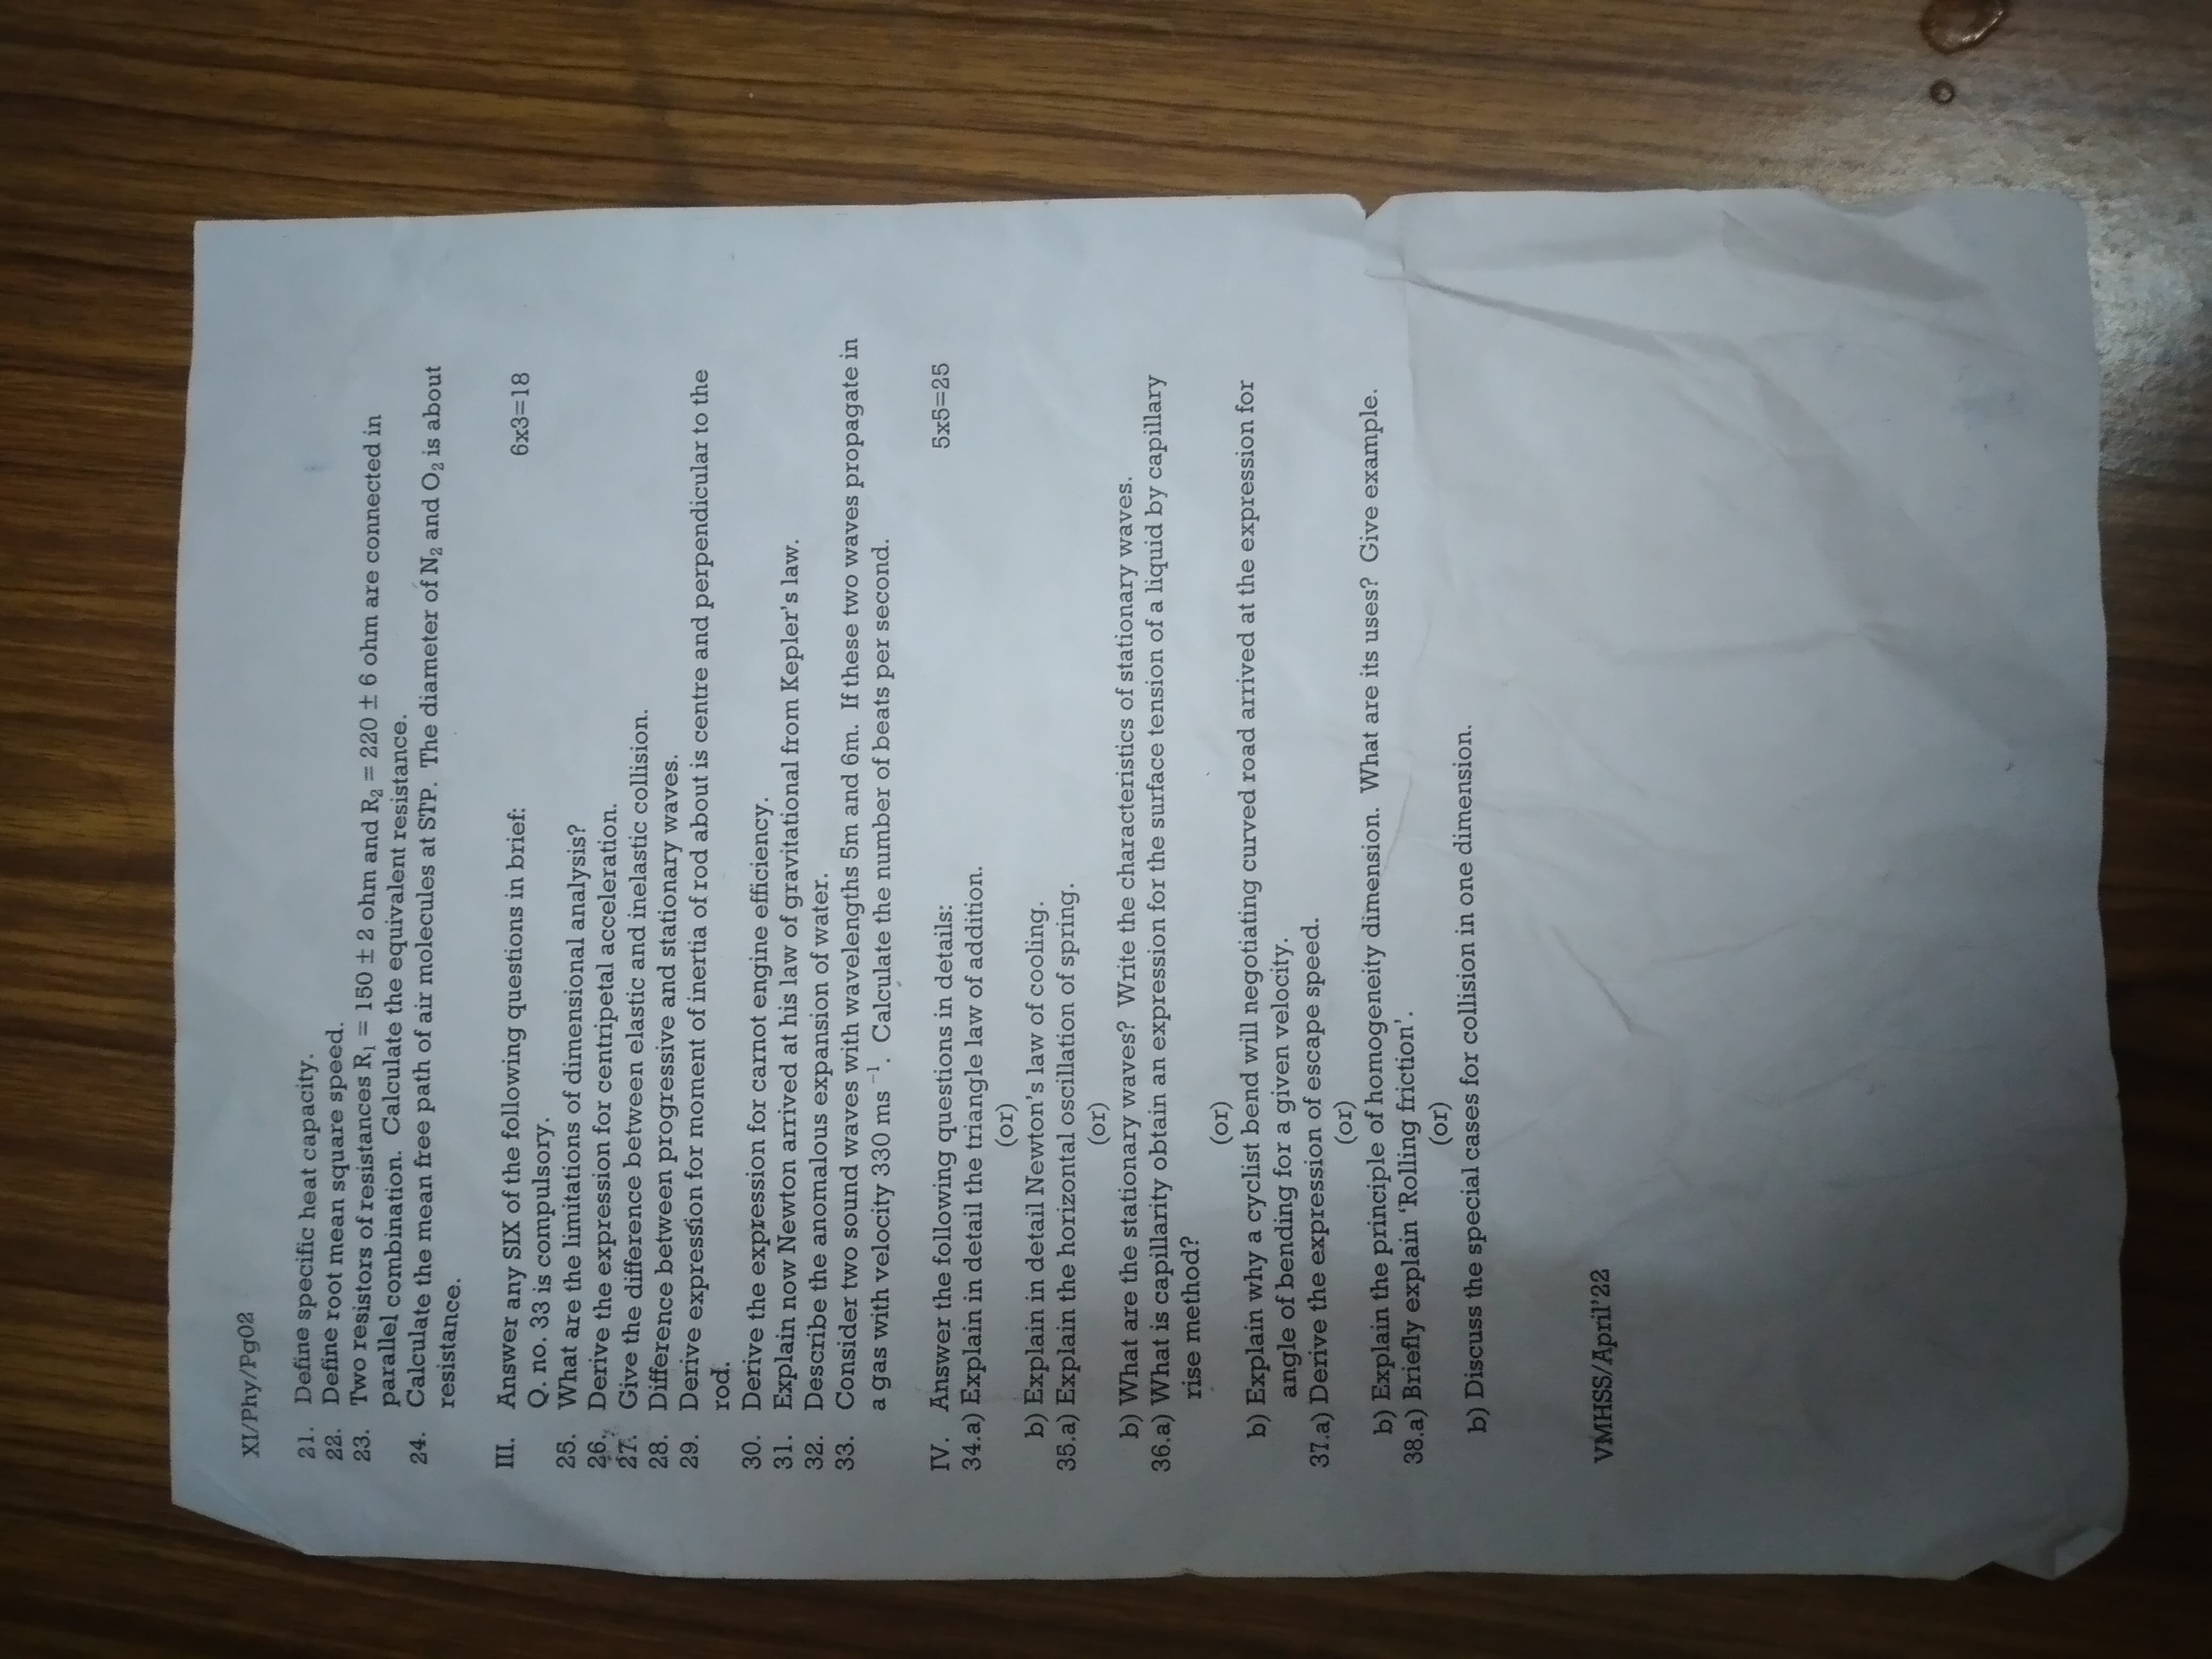 XI/Phy/Pg02
21. Define specific heat capacity.
22. Define root mean square speed.
23. Two resistors of resistances R₁ = 150 ± 2 ohm and R₂ = 220 ± 6 ohm are connected in
parallel combination. Calculate the equivalent resistance.
24. Calculate the mean free path of air molecules at STP. The diameter of N₂ and O₂ is about
resistance.
III. Answer any SIX of the following questions in brief: 6x3=18
Q. no. 33 is compulsory.
25. What are the limitations of dimensional analysis?
26. Derive the expression for centripetal acceleration.
27. Give the difference between elastic and inelastic collision.
28. Difference between progressive and stationary waves.
29. Derive expression for moment of inertia of rod about is centre and perpendicular to the
rod.
30. Derive the expression for carnot engine efficiency.
31. Explain now Newton arrived at his law of gravitational from Kepler's law.
32. Describe the anomalous expansion of water.
33. Consider two sound waves with wavelengths 5m and 6m. If these two waves propagate in
a gas with velocity 330 ms ⁻¹. Calculate the number of beats per second.
IV. Answer the following questions in details: 5x5=25
34.a) Explain in detail the triangle law of addition.
(or)
b) Explain in detail Newton's law of cooling.
35.a) Explain the horizontal oscillation of spring.
(or)
b) What are the stationary waves? Write the characteristics of stationary waves.
36.a) What is capillarity obtain an expression for the surface tension of a liquid by capillary
rise method?
(or)
b) Explain why a cyclist bend will negotiating curved road arrived at the expression for
angle of bending for a given velocity.
37.a) Derive the expression of escape speed.
(or)
b) Explain the principle of homogeneity dimension. What are its uses? Give example.
38.a) Briefly explain 'Rolling friction'.
(or)
b) Discuss the special cases for collision in one dimension.
VMHSS/April'22